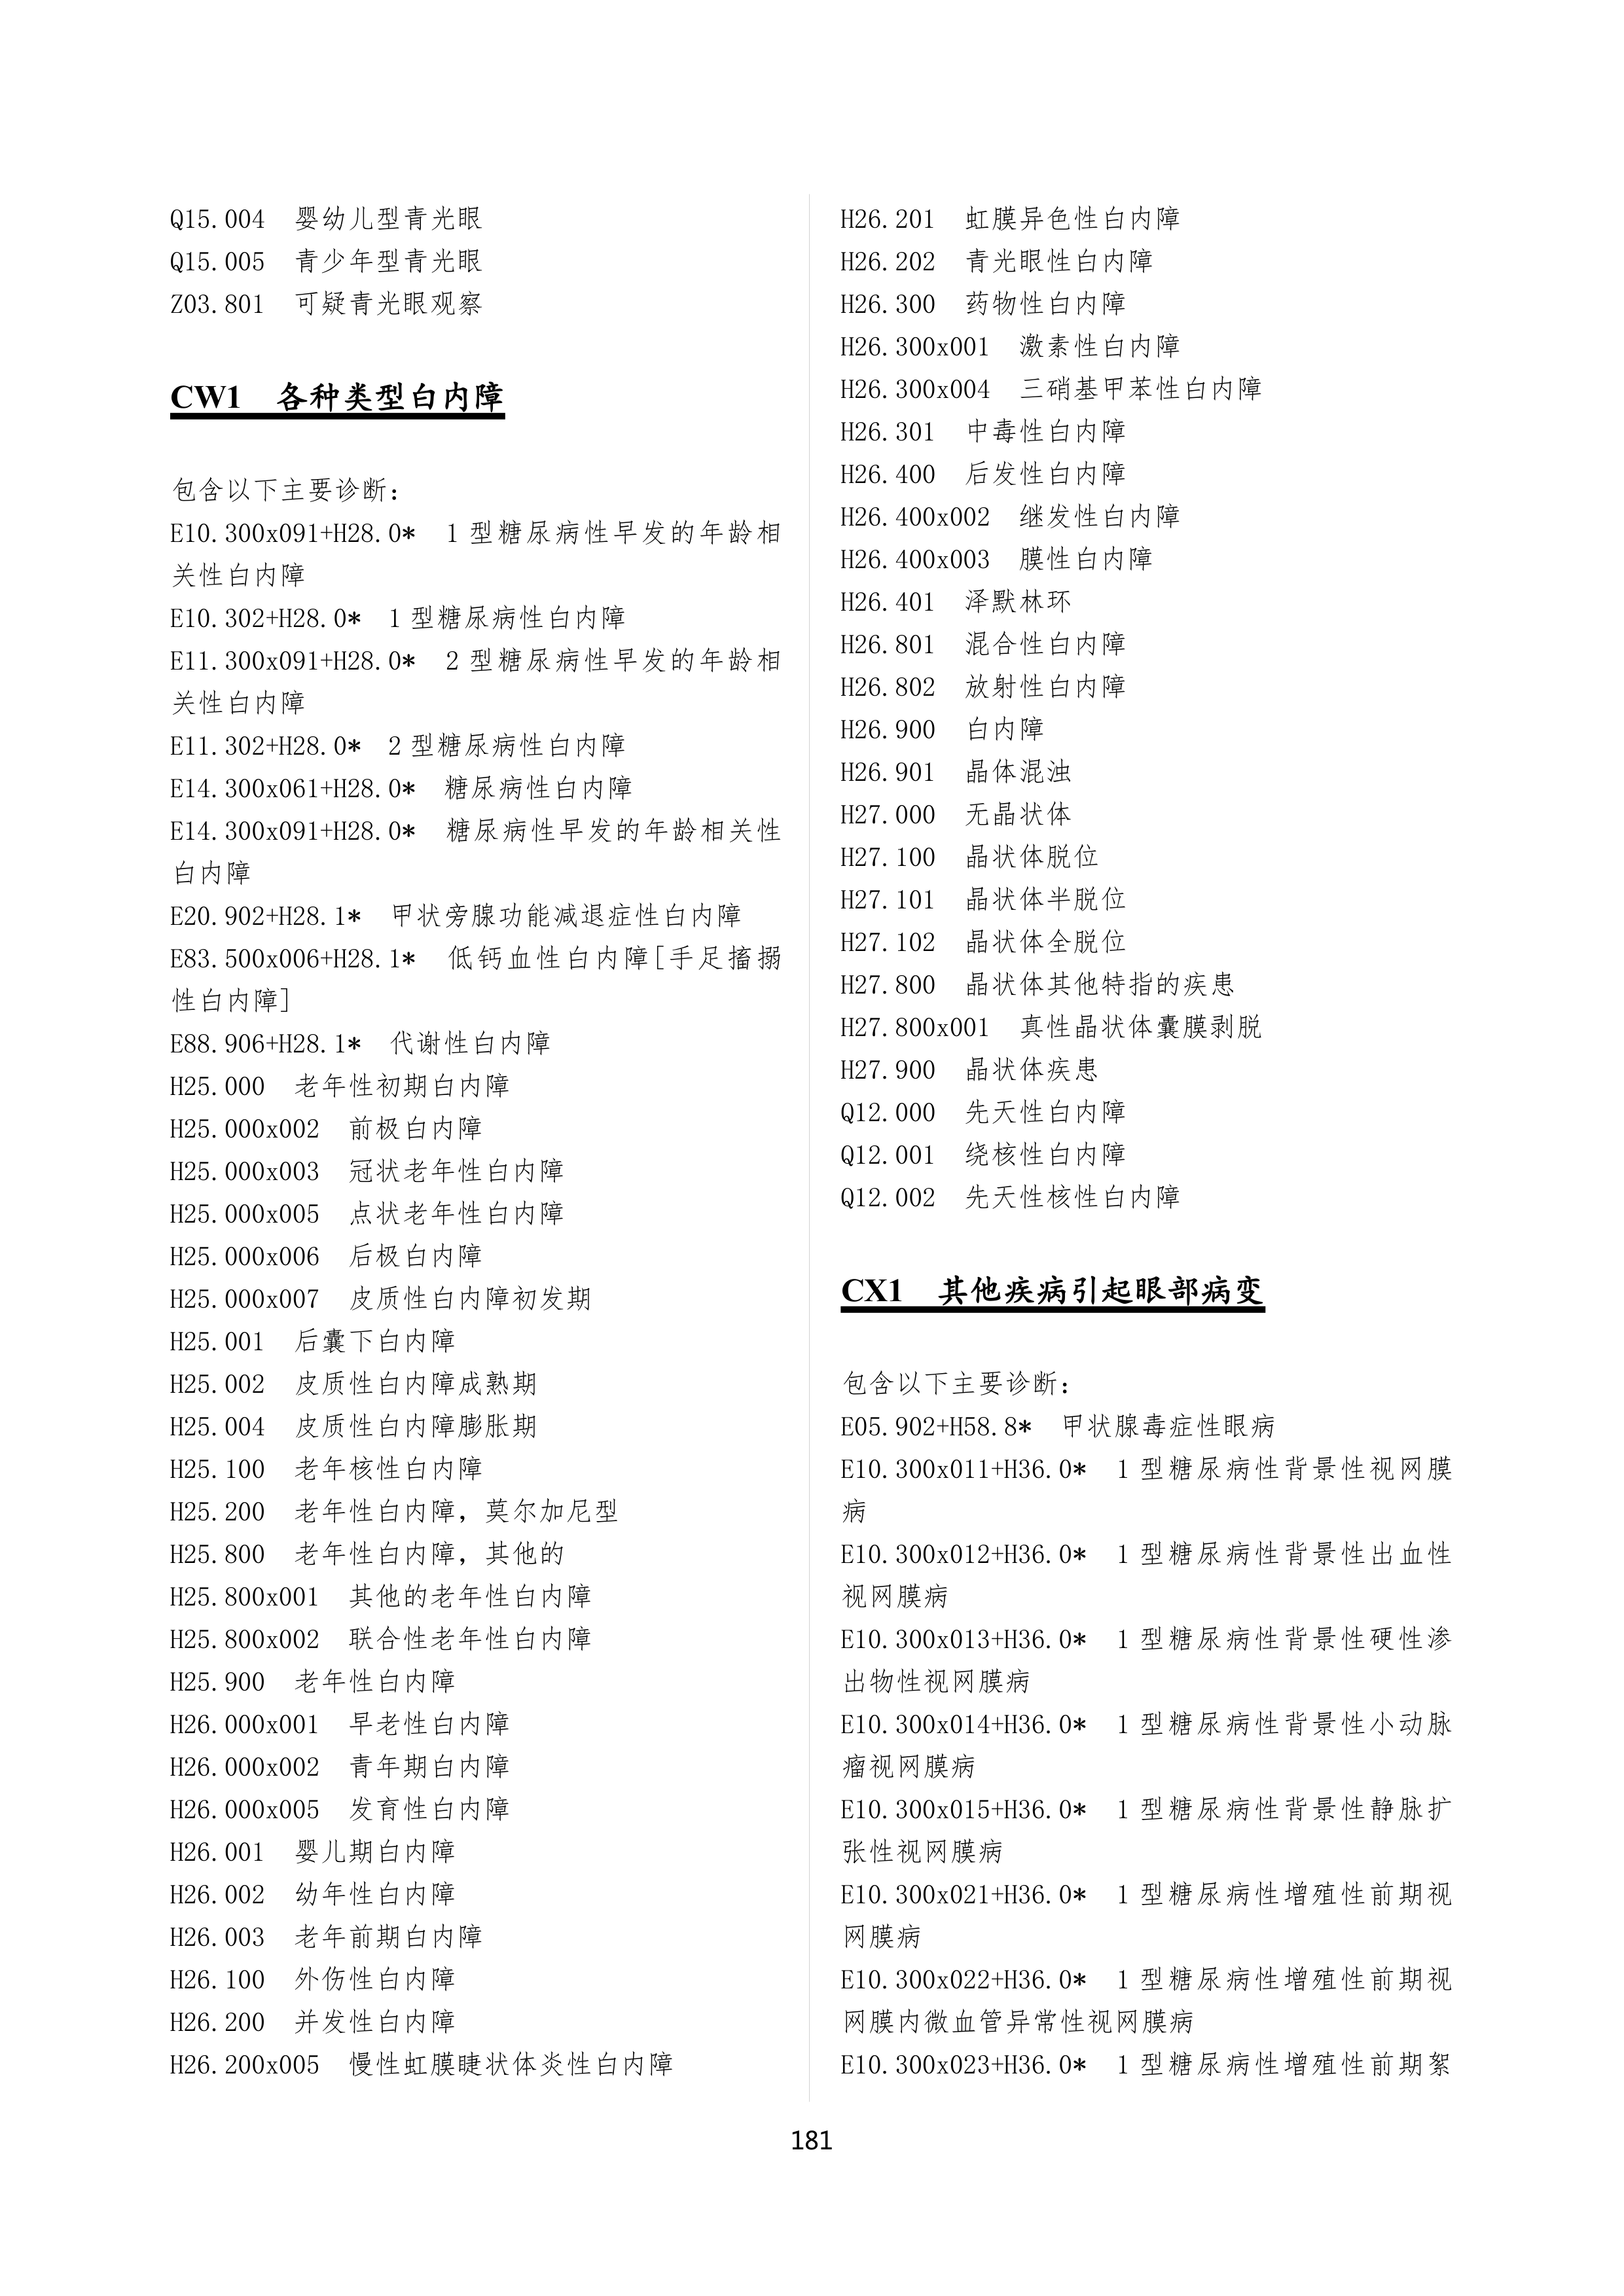 Q15.004 婴幼儿型青光眼
Q15.005 青少年型青光眼
Z03.801 可疑青光眼观察
CW1 各种类型白内障
包含以下主要诊断：
E10.300x091+H28.0* 1型糖尿病性早发的年龄相
关性白内障
E10.302+H28.0* 1型糖尿病性白内障
E11.300x091+H28.0* 2型糖尿病性早发的年龄相
关性白内障
E11.302+H28.0* 2型糖尿病性白内障
E14.300x061+H28.0* 糖尿病性白内障
E14.300x091+H28.0* 糖尿病性早发的年龄相关性
白内障
E20.902+H28.1* 甲状旁腺功能减退症性白内障
E83.500x006+H28.1* 低钙血性白内障[手足搐搦
性白内障]
E88.906+H28.1* 代谢性白内障
H25.000 老年性初期白内障
H25.000x002 前极白内障
H25.000x003 冠状老年性白内障
H25.000x005 点状老年性白内障
H25.000x006 后极白内障
H25.000x007 皮质性白内障初发期
H25.001 后囊下白内障
H25.002 皮质性白内障成熟期
H25.004 皮质性白内障膨胀期
H25.100 老年核性白内障
H25.200 老年性白内障，莫尔加尼型
H25.800 老年性白内障，其他的
H25.800x001 其他的老年性白内障
H25.800x002 联合性老年性白内障
H25.900 老年性白内障
H26.000x001 早老性白内障
H26.000x002 青年期白内障
H26.000x005 发育性白内障
H26.001 婴儿期白内障
H26.002 幼年性白内障
H26.003 老年前期白内障
H26.100 外伤性白内障
H26.200 并发性白内障
H26.200x005 慢性虹膜睫状体炎性白内障
H26.201 虹膜异色性白内障
H26.202 青光眼性白内障
H26.300 药物性白内障
H26.300x001 激素性白内障
H26.300x004 三硝基甲苯性白内障
H26.301 中毒性白内障
H26.400 后发性白内障
H26.400x002 继发性白内障
H26.400x003 膜性白内障
H26.401 泽默林环
H26.801 混合性白内障
H26.802 放射性白内障
H26.900 白内障
H26.901 晶体混浊
H27.000 无晶状体
H27.100 晶状体脱位
H27.101 晶状体半脱位
H27.102 晶状体全脱位
H27.800 晶状体其他特指的疾患
H27.800x001 真性晶状体囊膜剥脱
H27.900 晶状体疾患
Q12.000 先天性白内障
Q12.001 绕核性白内障
Q12.002 先天性核性白内障
CX1 其他疾病引起眼部病变
包含以下主要诊断：
E05.902+H58.8* 甲状腺毒症性眼病
E10.300x011+H36.0* 1型糖尿病性背景性视网膜
病
E10.300x012+H36.0* 1型糖尿病性背景性出血性
视网膜病
E10.300x013+H36.0* 1型糖尿病性背景性硬性渗
出物性视网膜病
E10.300x014+H36.0* 1型糖尿病性背景性小动脉
瘤视网膜病
E10.300x015+H36.0* 1型糖尿病性背景性静脉扩
张性视网膜病
E10.300x021+H36.0* 1型糖尿病性增殖性前期视
网膜病
E10.300x022+H36.0* 1型糖尿病性增殖性前期视
网膜内微血管异常性视网膜病
E10.300x023+H36.0* 1型糖尿病性增殖性前期絮
181